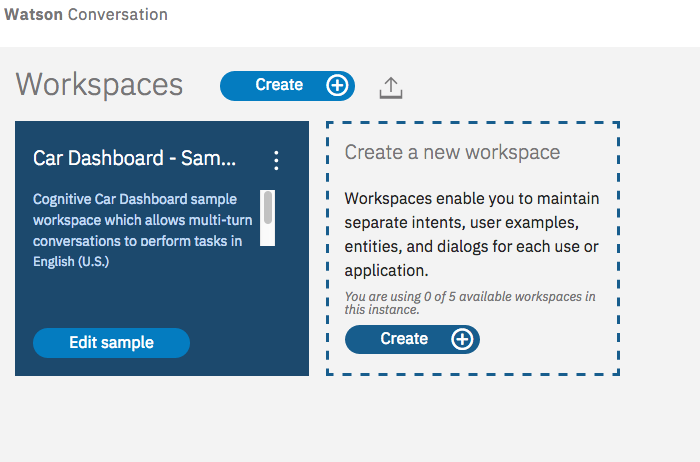 Watson Conversation
Workspaces
Create
Car Dashboard - Sam...
Cognitive Car Dashboard sample
workspace which allows multi-turn
conversations to perform tasks in
English (U.S.)
Edit sample
Create a new workspace
Workspaces enable you to maintain
separate intents, user examples,
entities, and dialogs for each use or
application.
You are using 0 of 5 available workspaces in
this instance.
Create